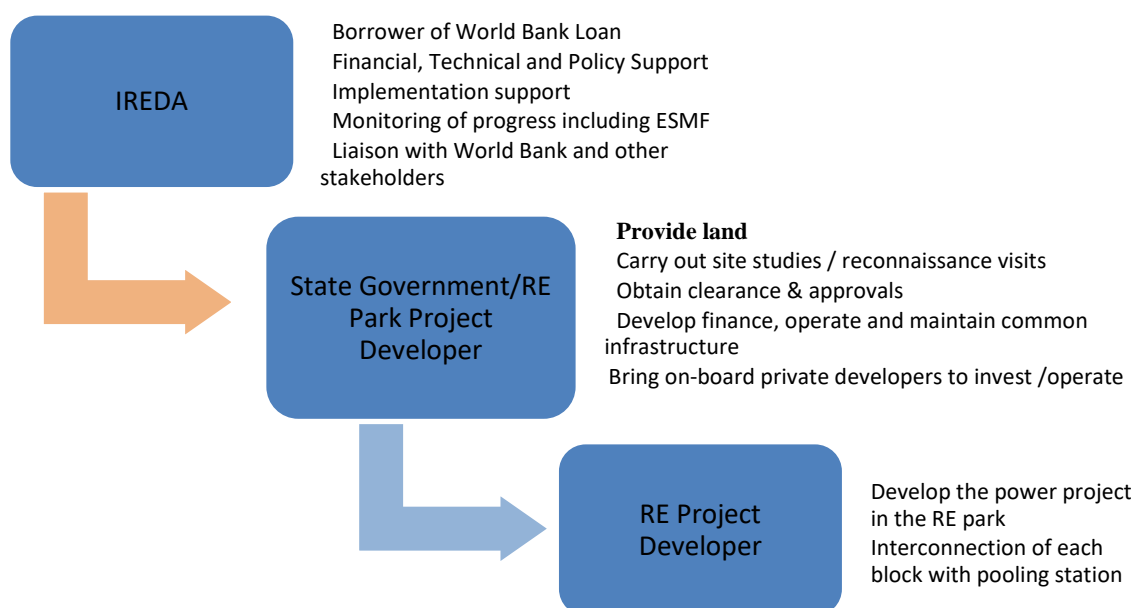 IREDA
Borrower of World Bank Loan
Financial, Technical and Policy Support
Implementation support
Monitoring of progress including ESMF
Liaison with World Bank and other
stakeholders
State Government/RE
Park Project
Developer
Provide land
Carry out site studies / reconnaissance visits
Obtain clearance & approvals
Develop finance, operate and maintain common
infrastructure
Bring on-board private developers to invest /operate
RE Project
Developer
Develop the power project
in the RE park
Interconnection of each
block with pooling station